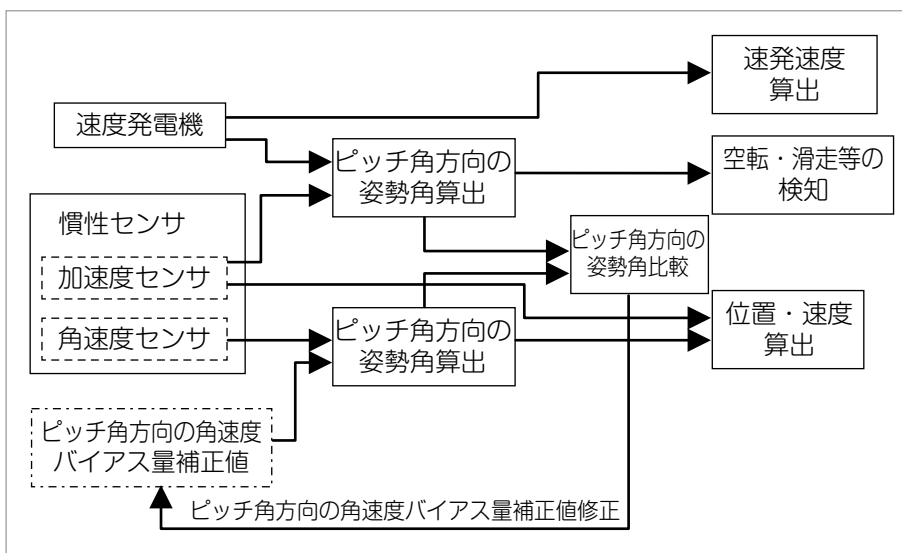 速発速度
算出
速度発電機
ピッチ角方向の
姿勢角算出
空転・滑走等の
検知
慣性センサ
加速度センサ
角速度センサ
ピッチ角方向の
姿勢角比較
ピッチ角方向の
姿勢角算出
位置・速度
算出
ピッチ角方向の角速度
バイアス量補正値
ピッチ角方向の角速度バイアス量補正値修正